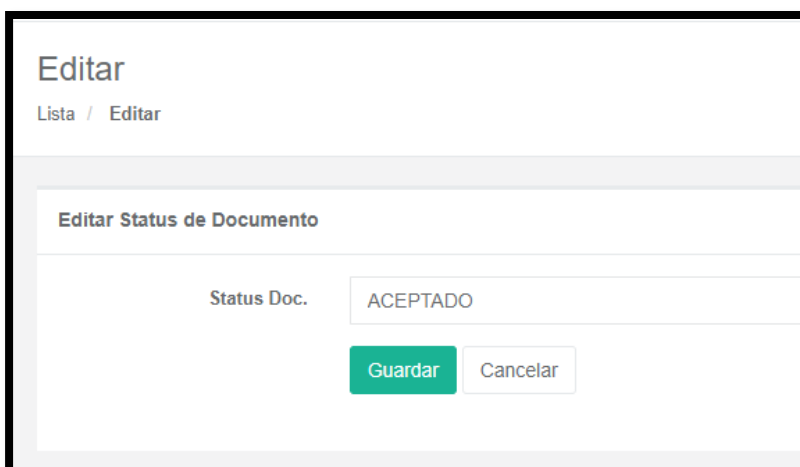 Editar
Lista / Editar
Editar Status de Documento
Status Doc. ACEPTADO
Guardar Cancelar